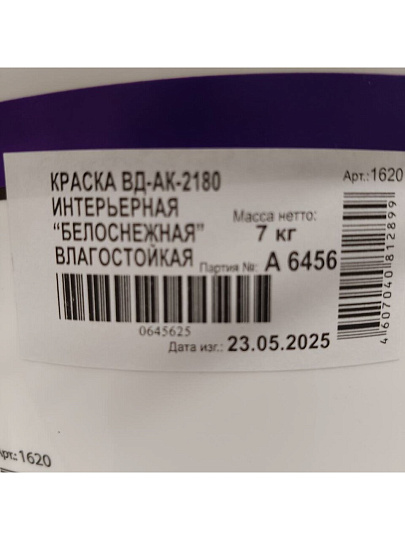 КРАСКА ВД-АК-2180
Арт.:1620
ИНТЕРЬЕРНАЯ
Масса нетто:
“БЕЛОСНЕЖНАЯ”
7 кг
ВЛАГОСТОЙКАЯ
Партия №: А 6456
0645625
Дата изг.: 23.05.2025
4607040812899
Арт.: 1620